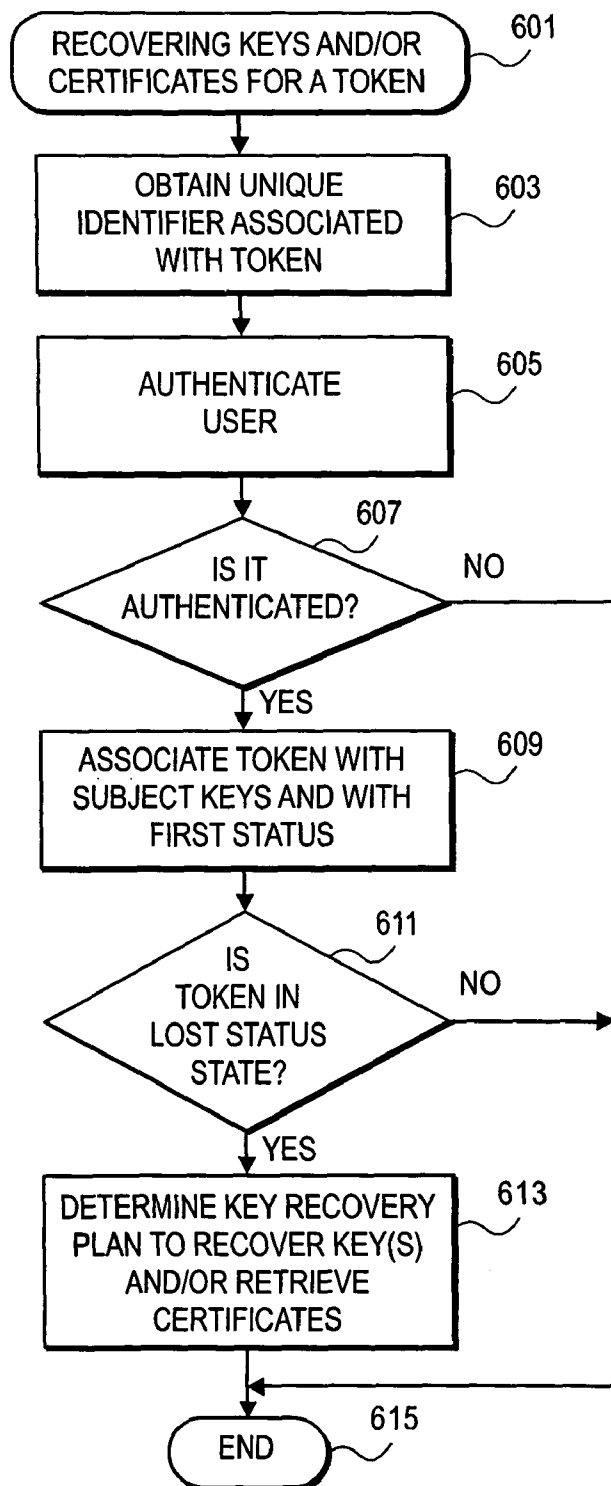 RECOVERING KEYS AND/OR
CERTIFICATES FOR A TOKEN
601
OBTAIN UNIQUE
IDENTIFIER ASSOCIATED
WITH TOKEN
603
AUTHENTICATE
USER
605
607
IS IT
AUTHENTICATED?
NO
YES
ASSOCIATE TOKEN WITH
SUBJECT KEYS AND WITH
FIRST STATUS
609
611
IS
TOKEN IN
LOST STATUS
STATE?
NO
YES
DETERMINE KEY RECOVERY
PLAN TO RECOVER KEY(S)
AND/OR RETRIEVE
CERTIFICATES
613
END
615